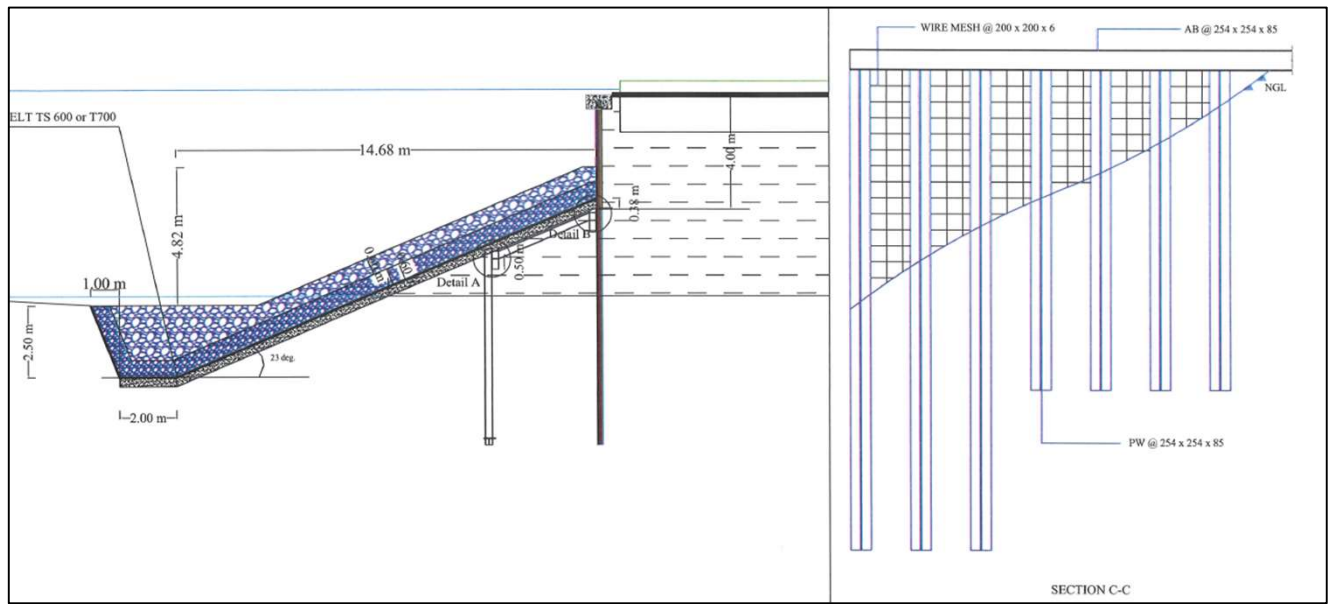 ELT TS 600 or T700
14.68 m
4.00 m
4.82 m
0.38 m
Detail B
0.50 m
Detail A
1.00 m
2.50 m
23 deg.
2.00 m
WIRE MESH @ 200 x 200 x 6
AB @ 254 x 254 x 85
NGL
PW @ 254 x 254 x 85
SECTION C-C